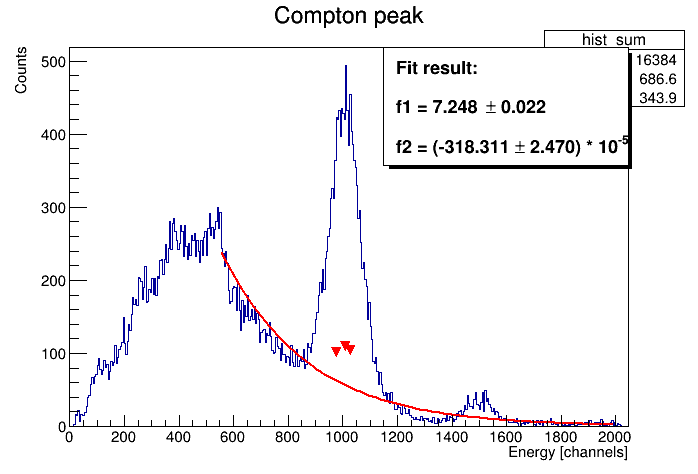 Compton peak
hist_sum
16384
686.6
343.9
Fit result:
f1 = 7.248 ± 0.022
f2 = (-318.311 ± 2.470) * 10^-5
Counts
500
400
300
200
100
0
0 200 400 600 800 1000 1200 1400 1600 1800 2000
Energy [channels]